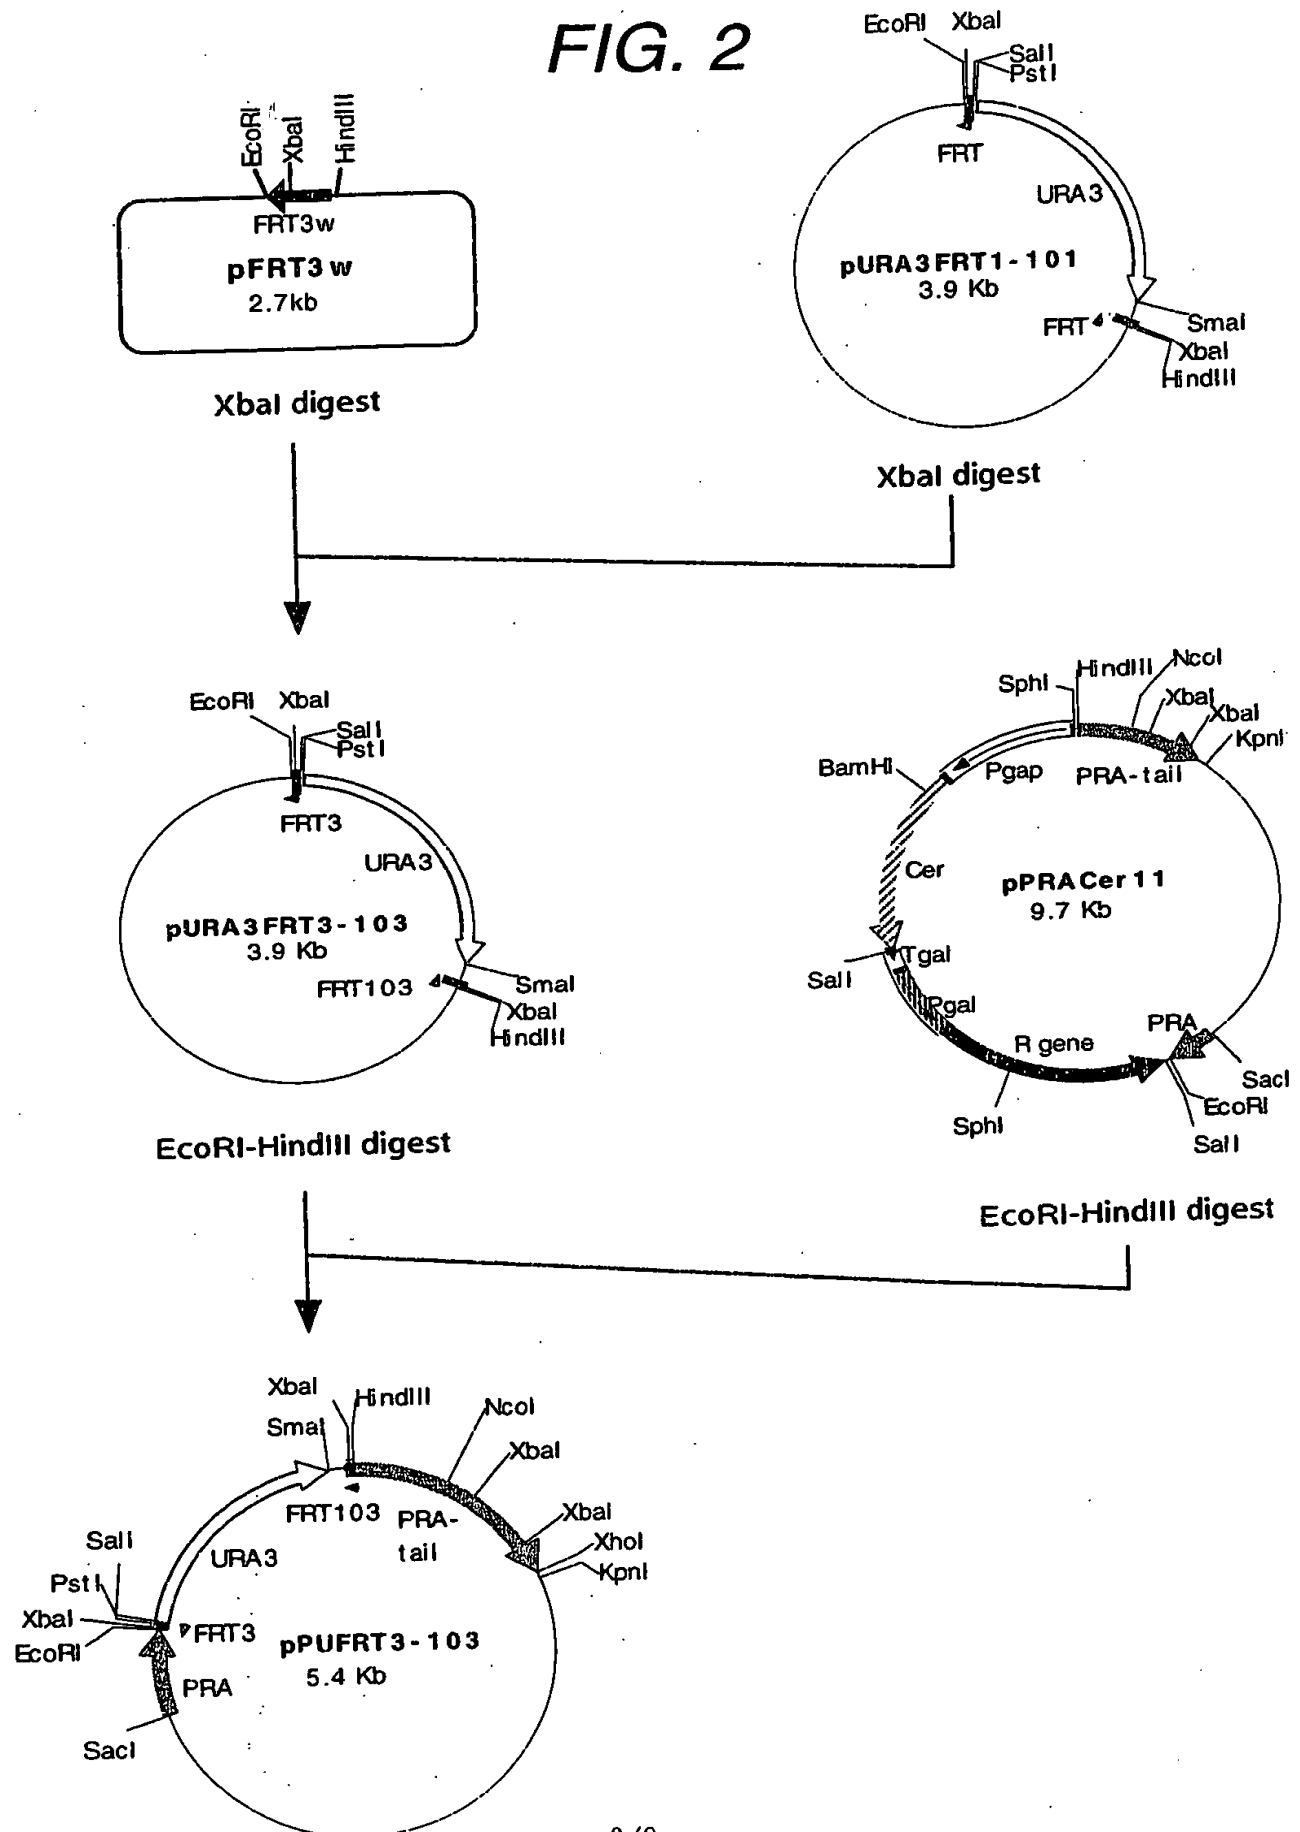 FIG. 2
EcoRI
XbaI
HindIII
FRT3w
pFRT3w
2.7kb
XbaI digest
EcoRI XbaI
SalI
PstI
FRT
URA3
pURA3FRT1-101
3.9 Kb
FRT
SmaI
XbaI
HindIII
XbaI digest
EcoRI XbaI
SalI
PstI
FRT3
URA3
pURA3FRT3-103
3.9 Kb
FRT103
SmaI
XbaI
HindIII
EcoRI-HindIII digest
SphI
HindIII
NcoI
XbaI
XbaI
KpnI
BamHI
Pgap
PRA-tail
Cer
pPRACer11
9.7 Kb
SalI
Tgal
Pgal
R gene
PRA
SphI
SacI
EcoRI
SalI
EcoRI-HindIII digest
XbaI
HindIII
SmaI
NcoI
XbaI
FRT103
PRA-
tail
XbaI
XhoI
KpnI
SalI
URA3
PstI
XbaI
EcoRI
FRT3
pPUFRT3-103
5.4 Kb
PRA
SacI